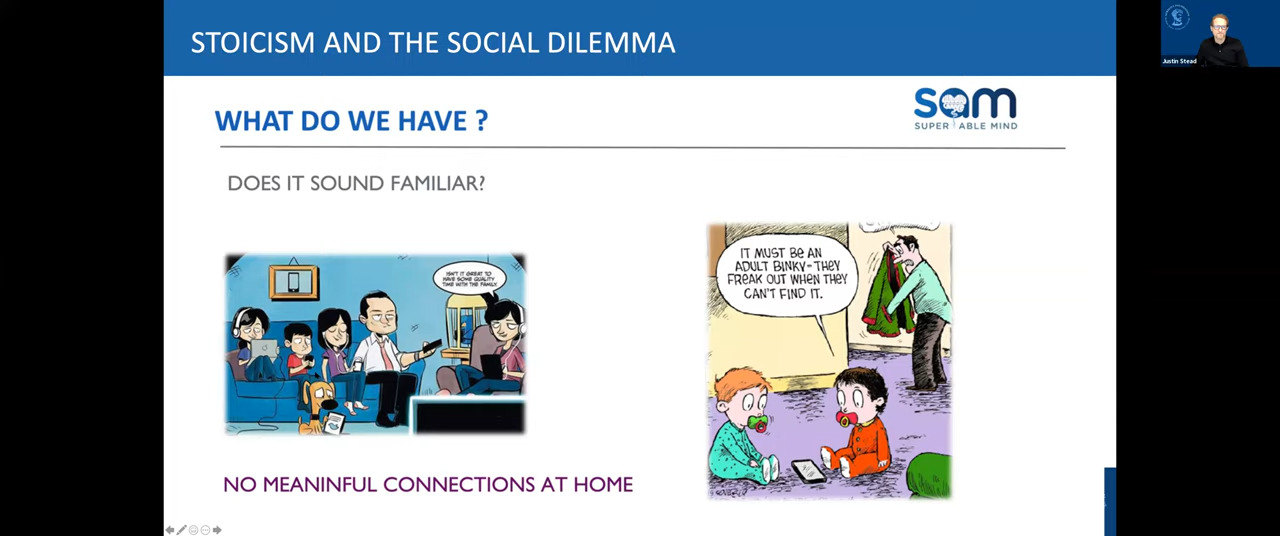 STOICISM AND THE SOCIAL DILEMMA
Justin Stead
sam
SUPER ABLE MIND
WHAT DO WE HAVE ?
DOES IT SOUND FAMILIAR?
ISN'T IT GREAT TO
HAVE SOME QUALITY
TIME WITH THE FAMILY
IT MUST BE AN
ADULT BINKY-THEY
FREAK OUT WHEN THEY
CAN'T FIND IT.
NO MEANINFUL CONNECTIONS AT HOME